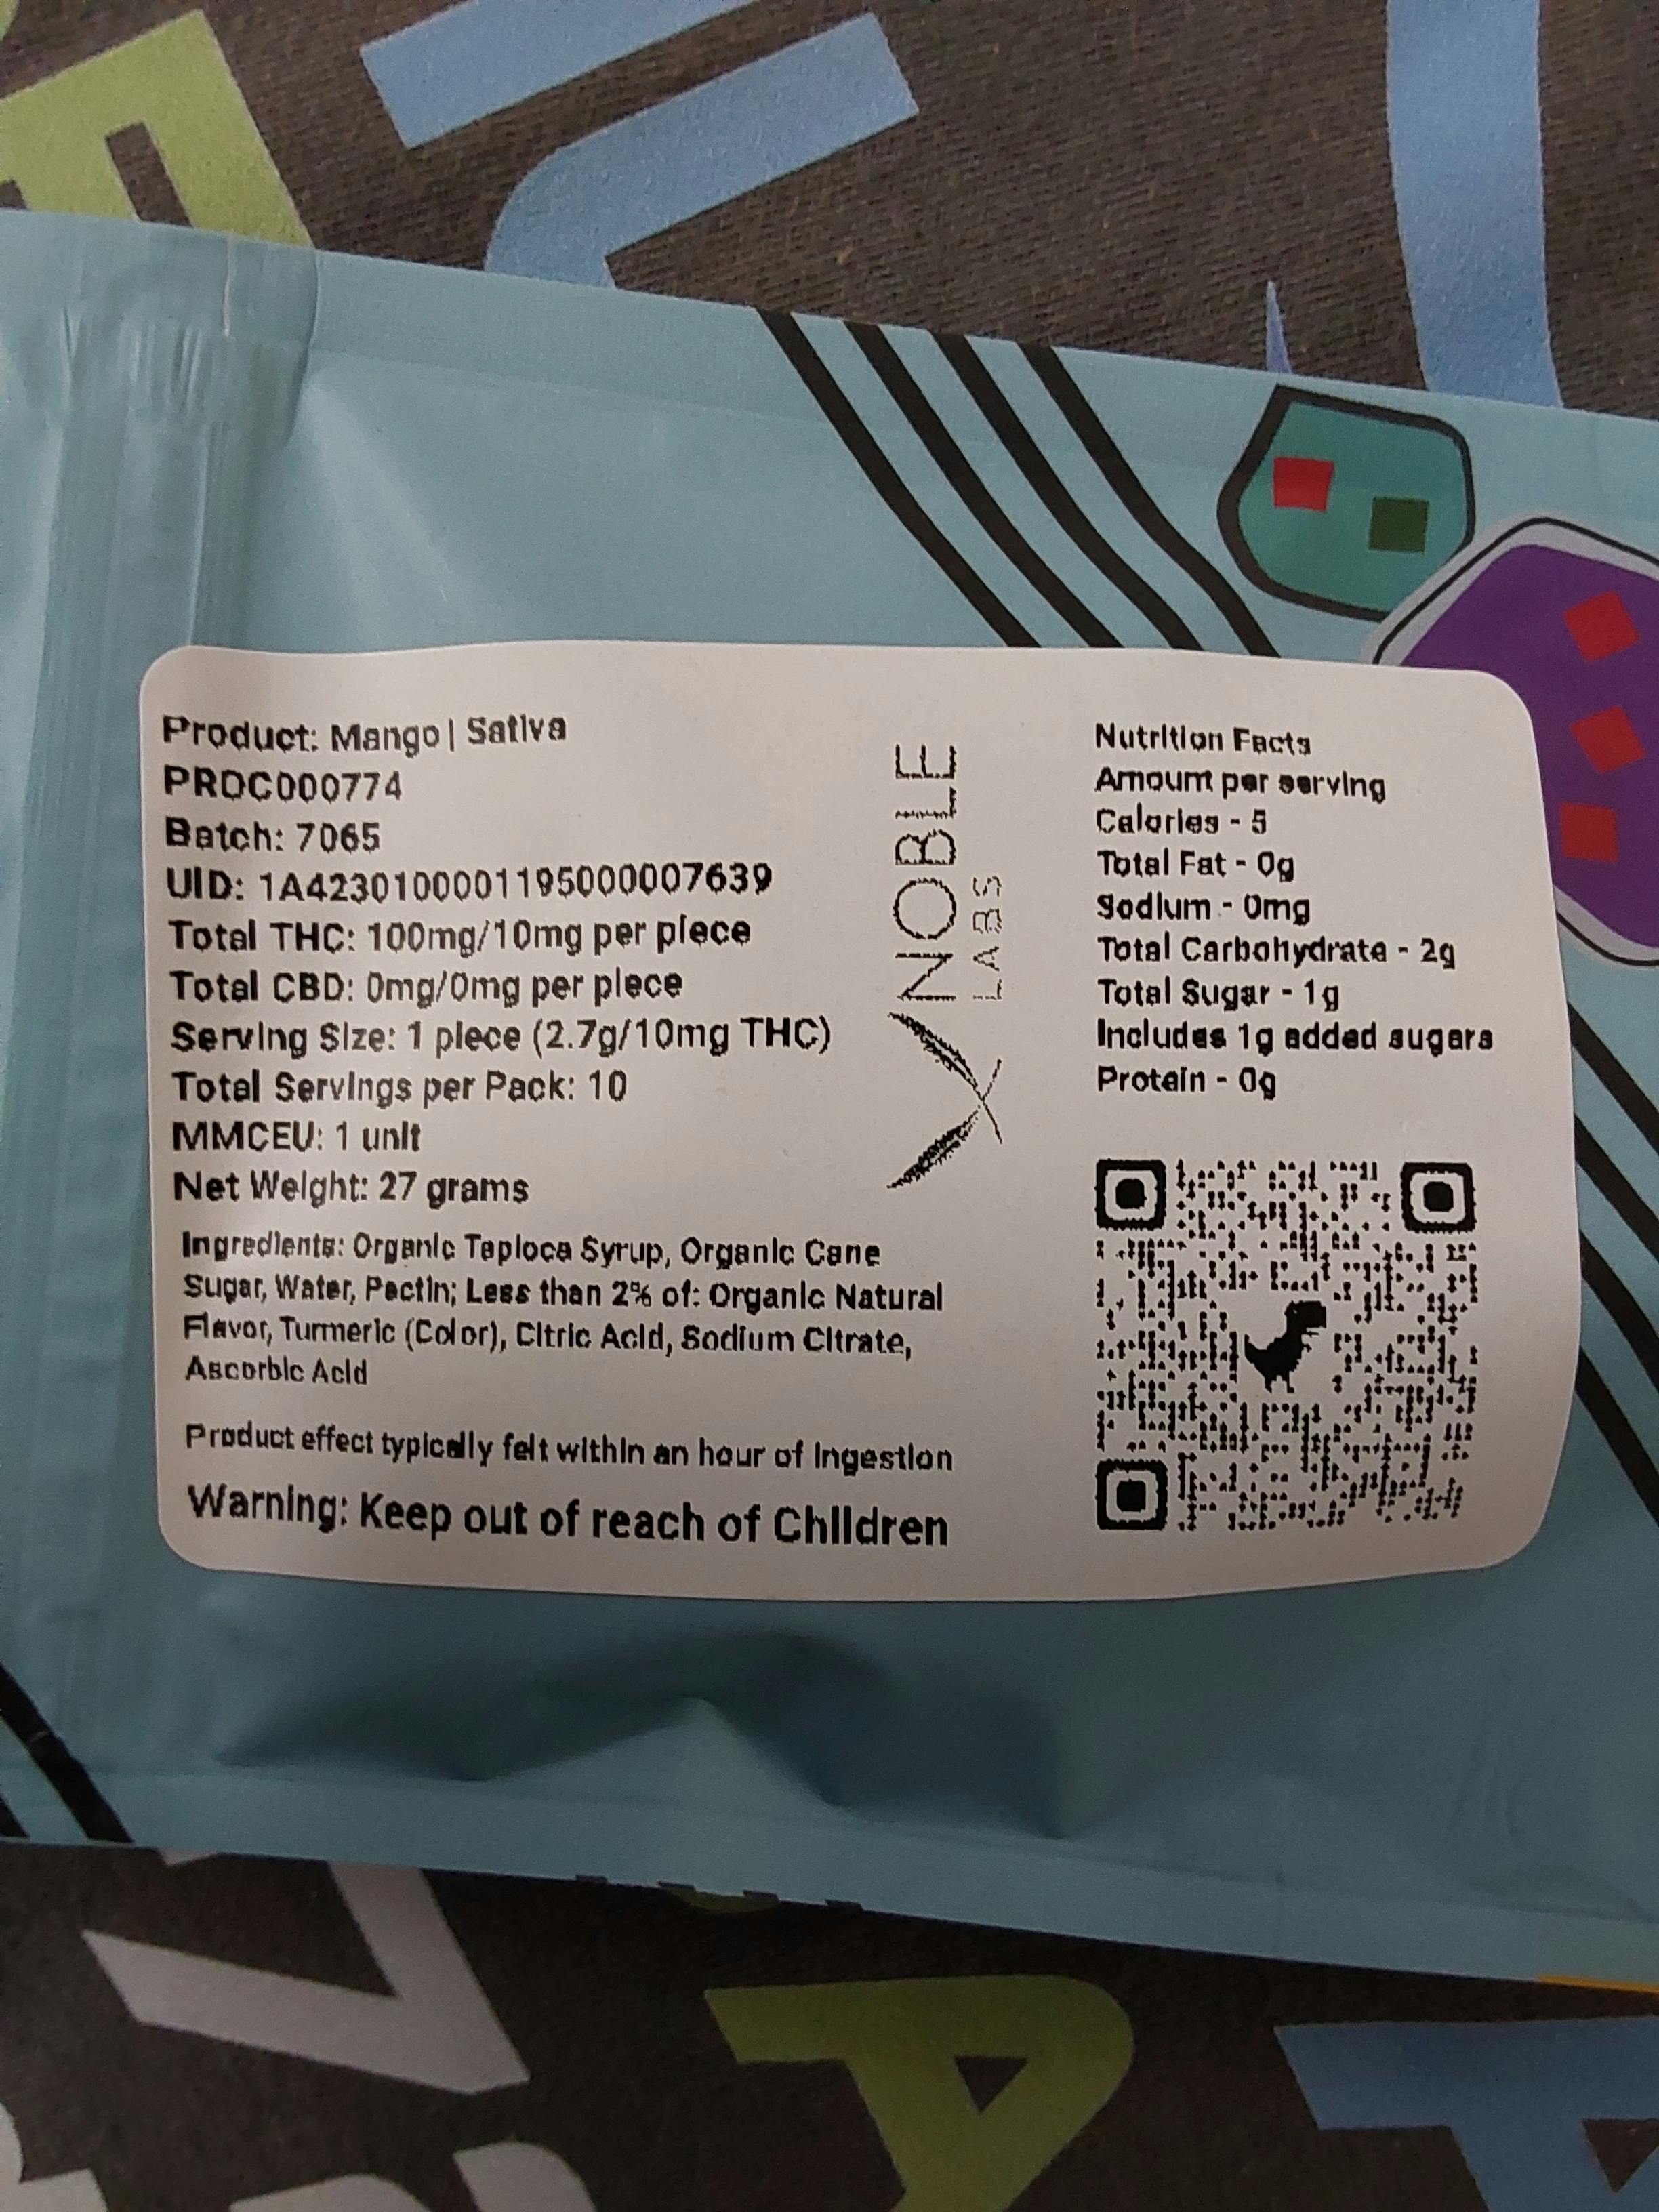 Product: Mango | Sativa
PROC000774
Batch: 7065
UID: 1A4230100001195000007639
Total THC: 100mg/10mg per piece
Total CBD: 0mg/0mg per piece
Serving Size: 1 piece (2.7g/10mg THC)
Total Servings per Pack: 10
MMCEU: 1 unit
Net Weight: 27 grams
Ingredients: Organic Tapioca Syrup, Organic Cane
Sugar, Water, Pectin; Less than 2% of: Organic Natural
Flavor, Turmeric (Color), Citric Acid, Sodium Citrate,
Ascorbic Acid
Product effect typically felt within an hour of ingestion
Warning: Keep out of reach of Children
NOBLE
LABS
Nutrition Facts
Amount per serving
Calories - 5
Total Fat - 0g
Sodium - 0mg
Total Carbohydrate - 2g
Total Sugar - 1g
Includes 1g added sugars
Protein - 0g